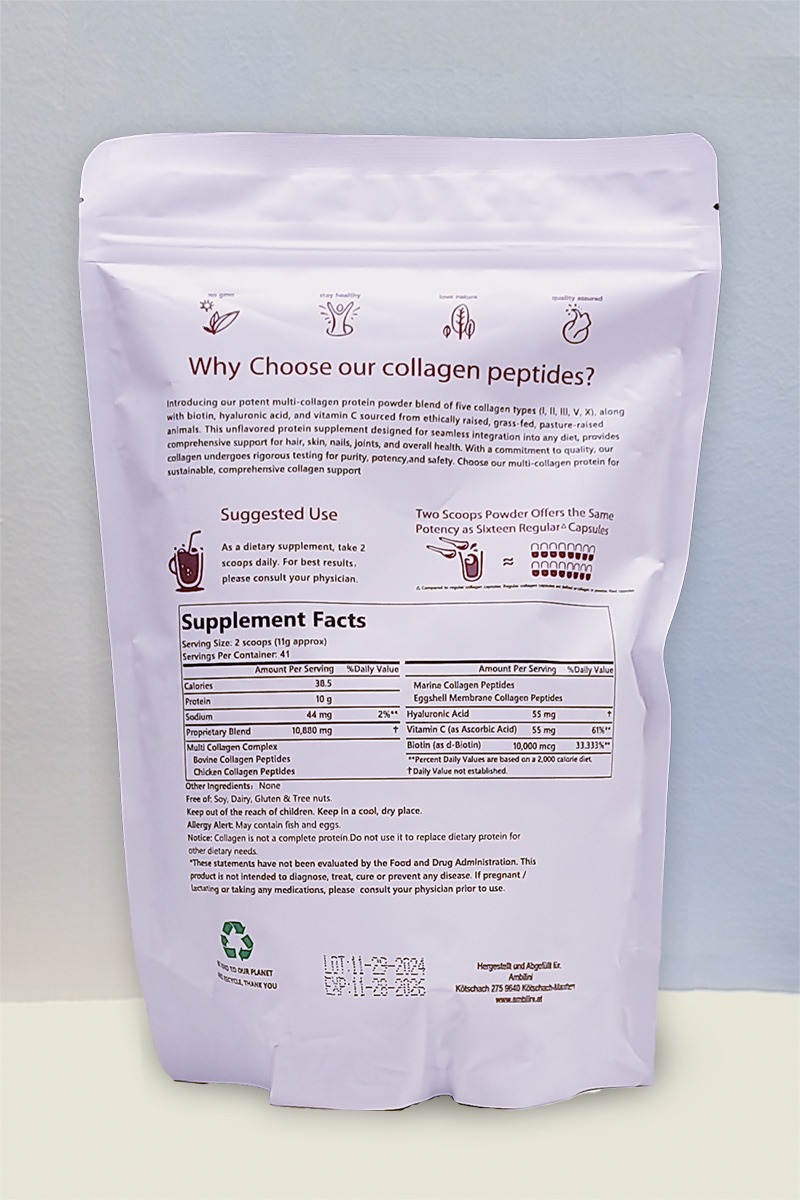 no gmo
stay healthy
love nature
quality assured
Why Choose our collagen peptides?
Introducing our potent multi-collagen protein powder blend of five collagen types (I, II, III, V, X), along
with biotin, hyaluronic acid, and vitamin C sourced from ethically raised, grass-fed, pasture-raised
animals. This unflavored protein supplement designed for seamless integration into any diet, provides
comprehensive support for hair, skin, nails, joints, and overall health. With a commitment to quality, our
collagen undergoes rigorous testing for purity, potency,and safety. Choose our multi-collagen protein for
sustainable, comprehensive collagen support
Suggested Use
As a dietary supplement, take 2
scoops daily. For best results,
please consult your physician.
Two Scoops Powder Offers the Same
Potency as Sixteen Regular△Capsules
≈
Supplement Facts
Serving Size: 2 scoops (11g approx)
Servings Per Container: 41
Amount Per Serving %Daily Value
Calories 38.5
Protein 10 g
Sodium 44 mg 2%**
Proprietary Blend 10,880 mg †
Multi Collagen Complex
Bovine Collagen Peptides
Chicken Collagen Peptides
Amount Per Serving %Daily Value
Marine Collagen Peptides
Eggshell Membrane Collagen Peptides
Hyaluronic Acid 55 mg †
Vitamin C (as Ascorbic Acid) 55 mg 61%**
Biotin (as d-Biotin) 10,000 mcg 33.333%**
**Percent Daily Values are based on a 2,000 calorie diet.
†Daily Value not established.
Other Ingredients: None
Free of: Soy, Dairy, Gluten & Tree nuts.
Keep out of the reach of children. Keep in a cool, dry place.
Allergy Alert: May contain fish and eggs.
Notice: Collagen is not a complete protein.Do not use it to replace dietary protein for
other dietary needs.
*These statements have not been evaluated by the Food and Drug Administration. This
product is not intended to diagnose, treat, cure or prevent any disease. If pregnant /
lactating or taking any medications, please consult your physician prior to use.
TO OUR PLANET
RECYCLE, THANK YOU
LOT:11-29-2024
EXP:11-28-2026
Hergestellt und Abgefüllt für.
Ambilini
Kötschach 275 9640 Kötschach-Mauthen
www.ambilini.at